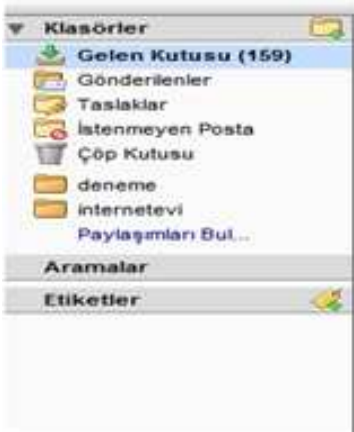 Klasörler
Gelen Kutusu (159)
Gönderilenler
Taslaklar
İstenmeyen Posta
Çöp Kutusu
deneme
internetevi
Paylaşımları Bul...
Aramalar
Etiketler